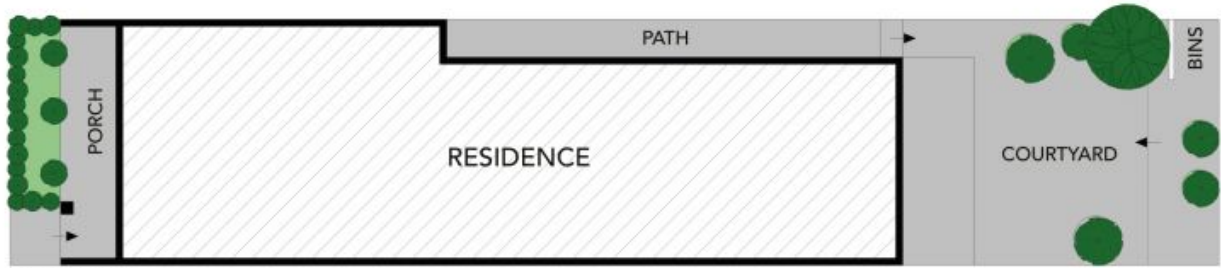 PATH
BINS
PORCH
RESIDENCE
COURTYARD